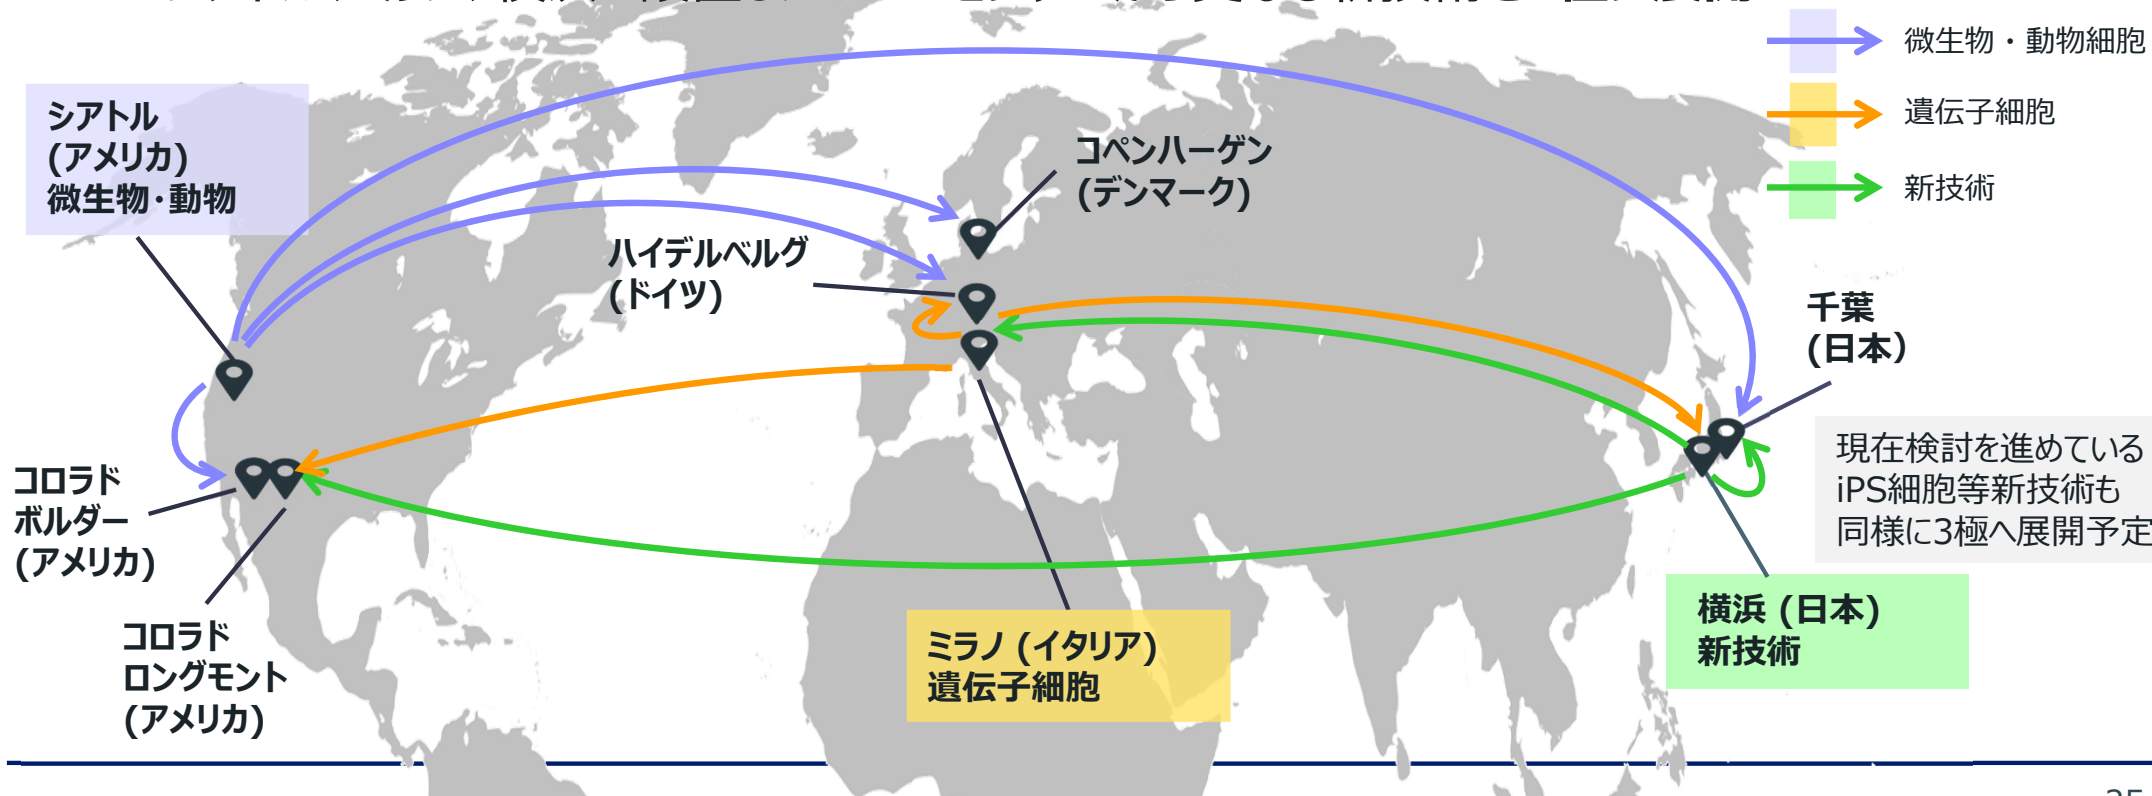 微生物・動物細胞
遺伝子細胞
新技術
シアトル
(アメリカ)
微生物・動物
コペンハーゲン
(デンマーク)
ハイデルベルグ
(ドイツ)
千葉
(日本）
現在検討を進めている
iPS細胞等新技術も
同様に3極へ展開予定
コロラド
ボルダー
(アメリカ)
コロラド
ロングモント
(アメリカ)
ミラノ (イタリア)
遺伝子細胞
横浜 (日本)
新技術